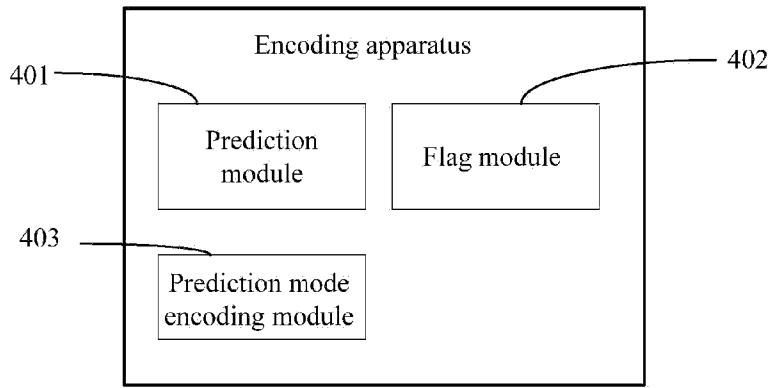 Encoding apparatus
401
402
Prediction
module
Flag module
403
Prediction mode
encoding module